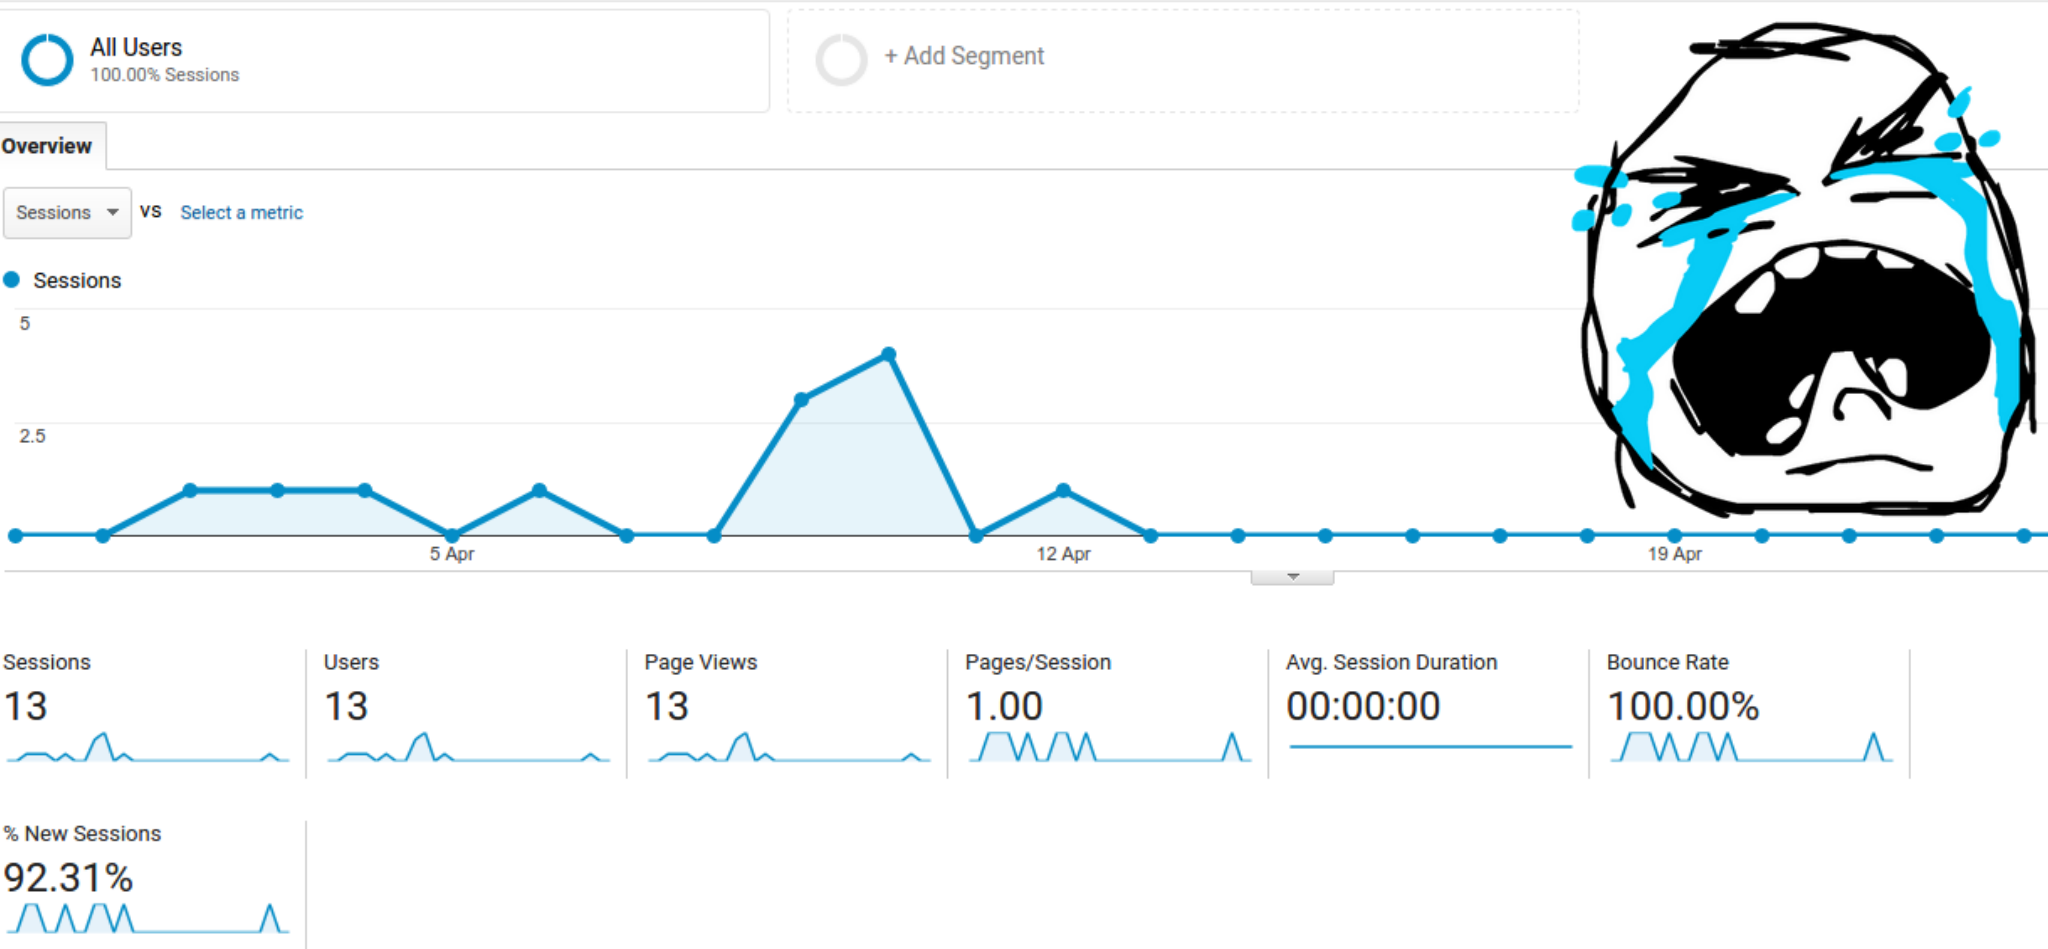 All Users
100.00% Sessions
+ Add Segment
Overview
Sessions VS Select a metric
Sessions
5
2.5
5 Apr 12 Apr 19 Apr
Sessions Users Page Views Pages/Session Avg. Session Duration Bounce Rate
13 13 13 1.00 00:00:00 100.00%
% New Sessions
92.31%